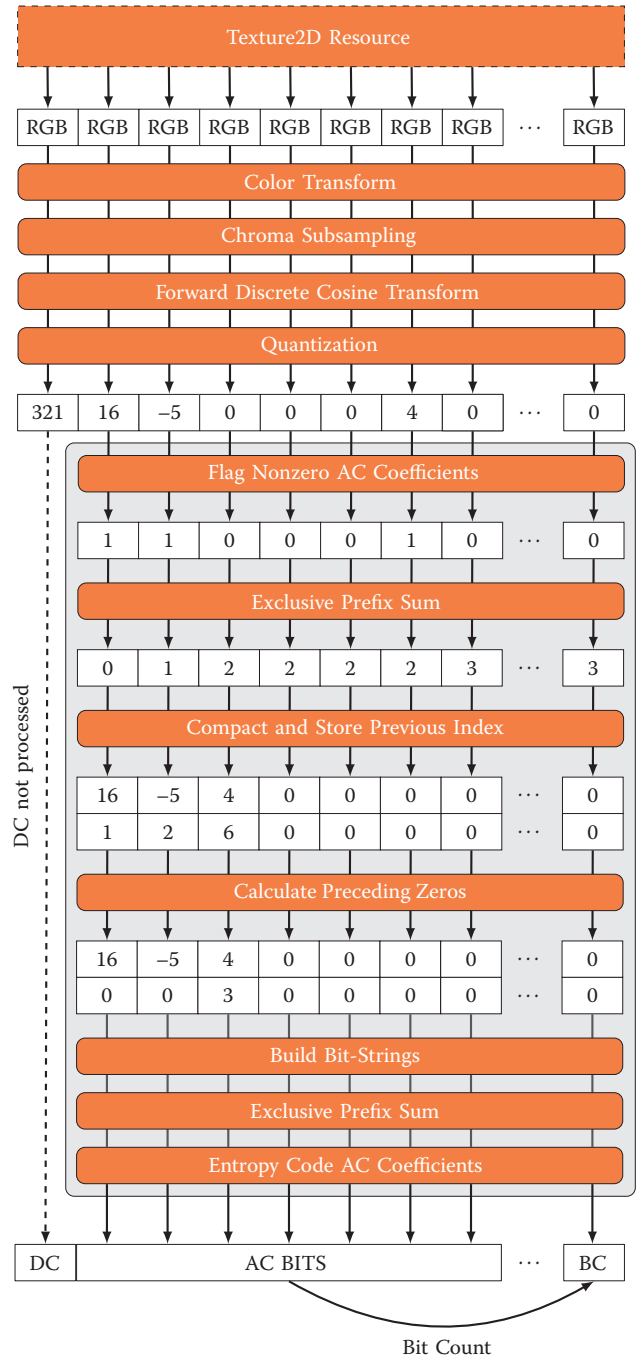 Texture2D Resource
RGB RGB RGB RGB RGB RGB RGB RGB ... RGB
Color Transform
Chroma Subsampling
Forward Discrete Cosine Transform
Quantization
321 16 –5 0 0 0 4 0 ... 0
Flag Nonzero AC Coefficients
1 1 0 0 0 1 0 ... 0
Exclusive Prefix Sum
0 1 2 2 2 2 3 ... 3
Compact and Store Previous Index
16 –5 4 0 0 0 0 ... 0
1 2 6 0 0 0 0 ... 0
DC not processed
Calculate Preceding Zeros
16 –5 4 0 0 0 0 ... 0
0 0 3 0 0 0 0 ... 0
Build Bit-Strings
Exclusive Prefix Sum
Entropy Code AC Coefficients
DC AC BITS ... BC
Bit Count